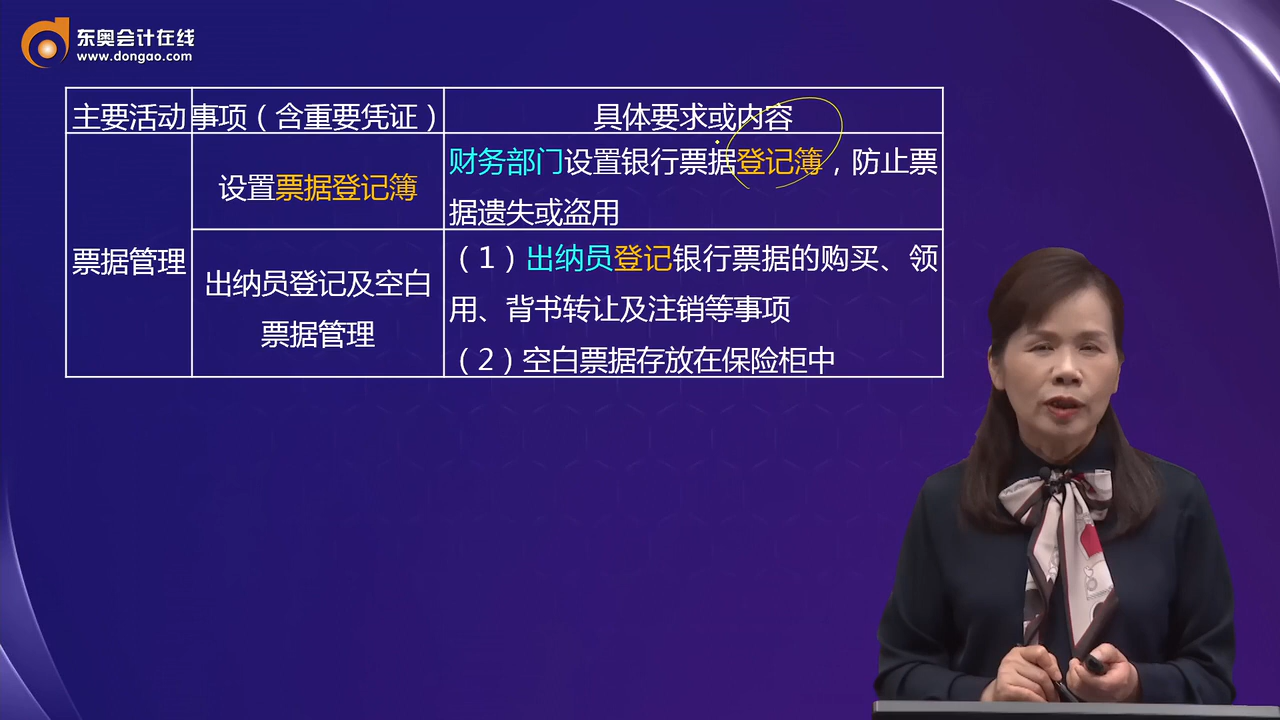 东奥会计在线
www.dongao.com
主要活动
事项（含重要凭证）
具体要求或内容
票据管理
设置票据登记簿
财务部门设置银行票据登记簿，防止票
据遗失或盗用
出纳员登记及空白
票据管理
（1）出纳员登记银行票据的购买、领
用、背书转让及注销等事项
（2）空白票据存放在保险柜中